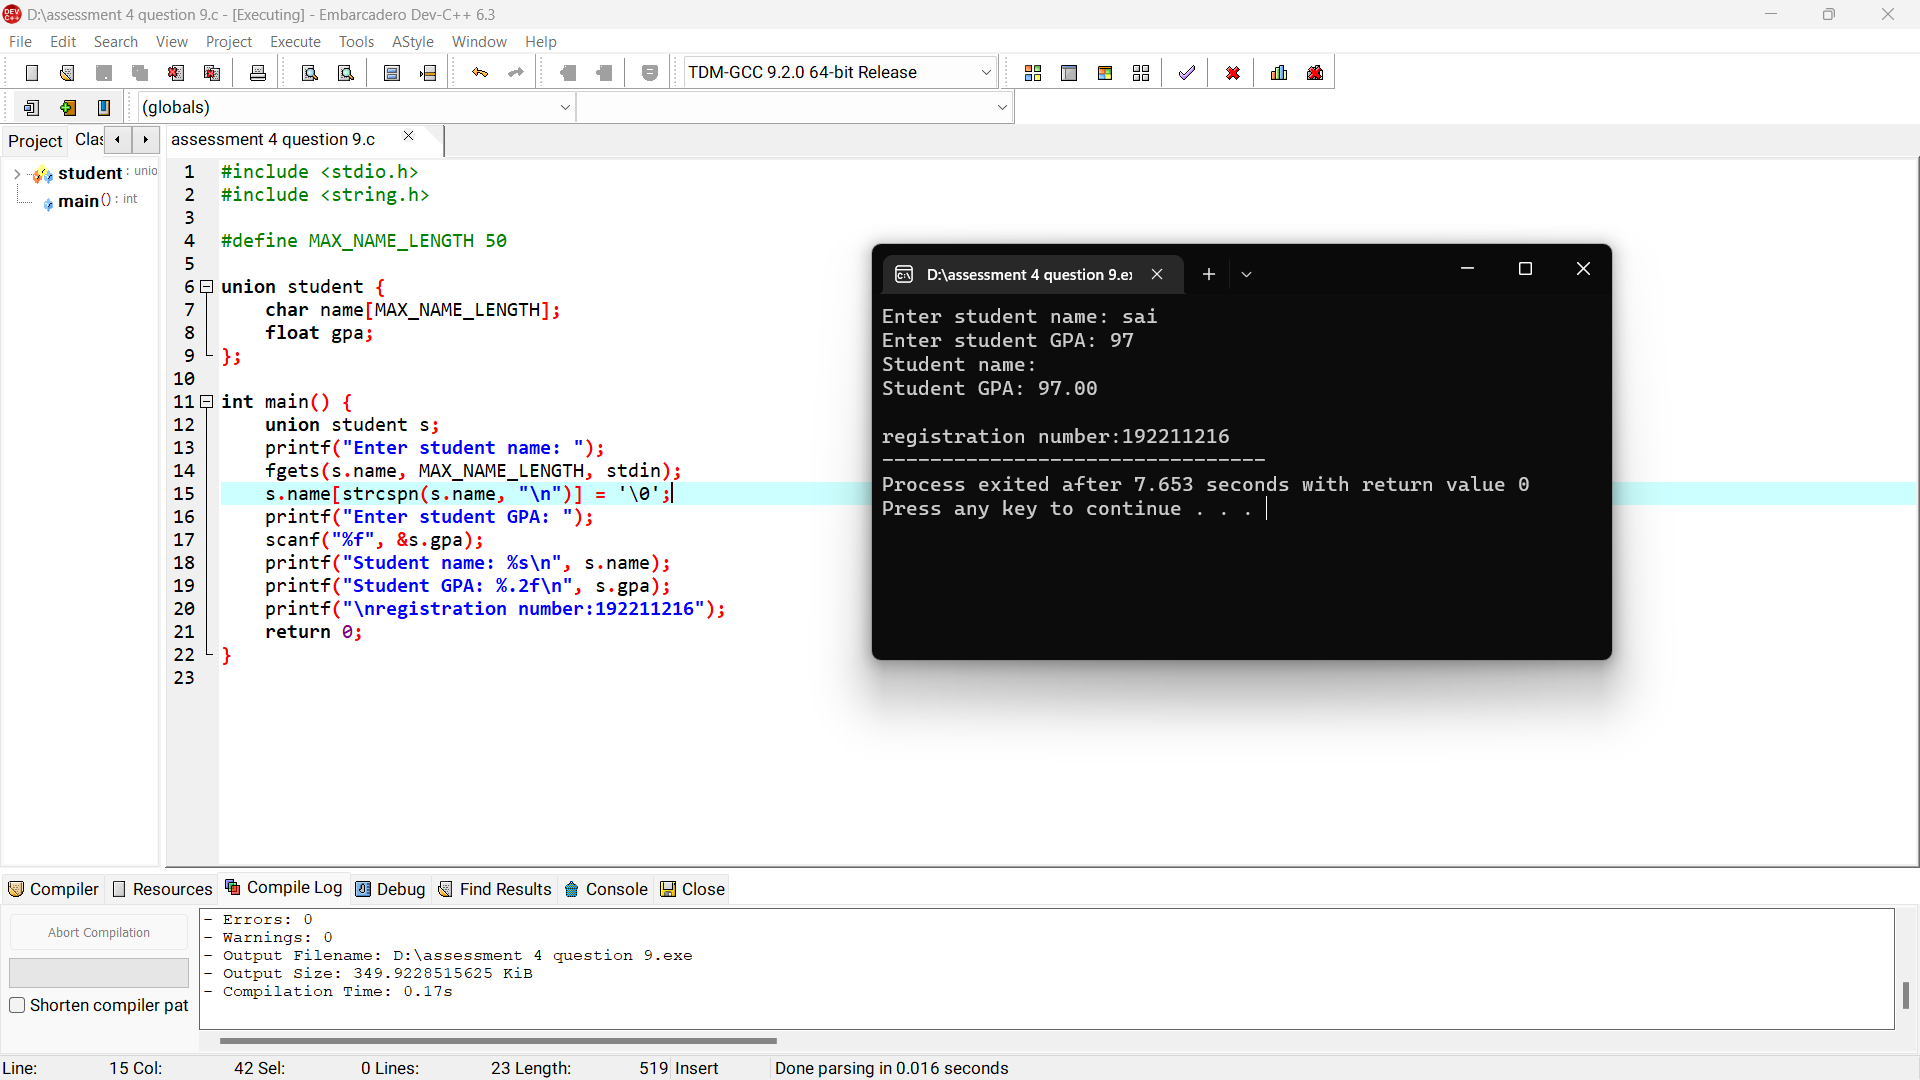 D:\assessment 4 question 9.c - [Executing] - Embarcadero Dev-C++ 6.3
File Edit Search View Project Execute Tools AStyle Window Help
TDM-GCC 9.2.0 64-bit Release
(globals)
Project Clas
assessment 4 question 9.c
student : unio
main() : int
1 #include <stdio.h>
2 #include <string.h>
3
4 #define MAX_NAME_LENGTH 50
5
6 union student {
7     char name[MAX_NAME_LENGTH];
8     float gpa;
9 };
10
11 int main() {
12     union student s;
13     printf("Enter student name: ");
14     fgets(s.name, MAX_NAME_LENGTH, stdin);
15     s.name[strcspn(s.name, "\n")] = '\0';
16     printf("Enter student GPA: ");
17     scanf("%f", &s.gpa);
18     printf("Student name: %s\n", s.name);
19     printf("Student GPA: %.2f\n", s.gpa);
20     printf("\nregistration number:192211216");
21     return 0;
22 }
23
D:\assessment 4 question 9.ex
Enter student name: sai
Enter student GPA: 97
Student name:
Student GPA: 97.00
registration number:192211216
--------------------------------
Process exited after 7.653 seconds with return value 0
Press any key to continue . . .
Compiler Resources Compile Log Debug Find Results Console Close
Abort Compilation
Shorten compiler pat
- Errors: 0
- Warnings: 0
- Output Filename: D:\assessment 4 question 9.exe
- Output Size: 349.9228515625 KiB
- Compilation Time: 0.17s
Line: 15 Col: 42 Sel: 0 Lines: 23 Length: 519 Insert Done parsing in 0.016 seconds